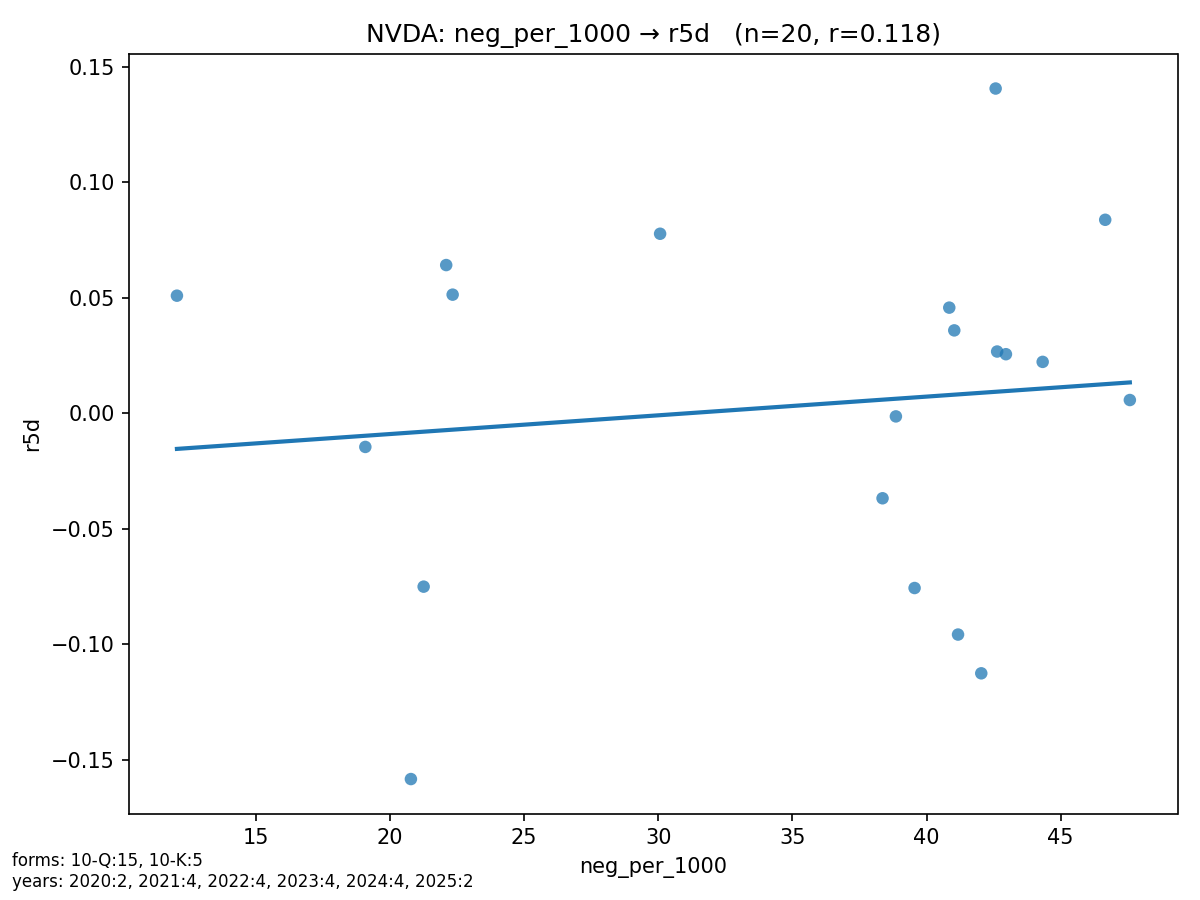 NVDA: neg_per_1000 → r5d (n=20, r=0.118)
0.15
0.10
0.05
0.00
−0.05
−0.10
−0.15
r5d
15 20 25 30 35 40 45
neg_per_1000
forms: 10-Q:15, 10-K:5
years: 2020:2, 2021:4, 2022:4, 2023:4, 2024:4, 2025:2